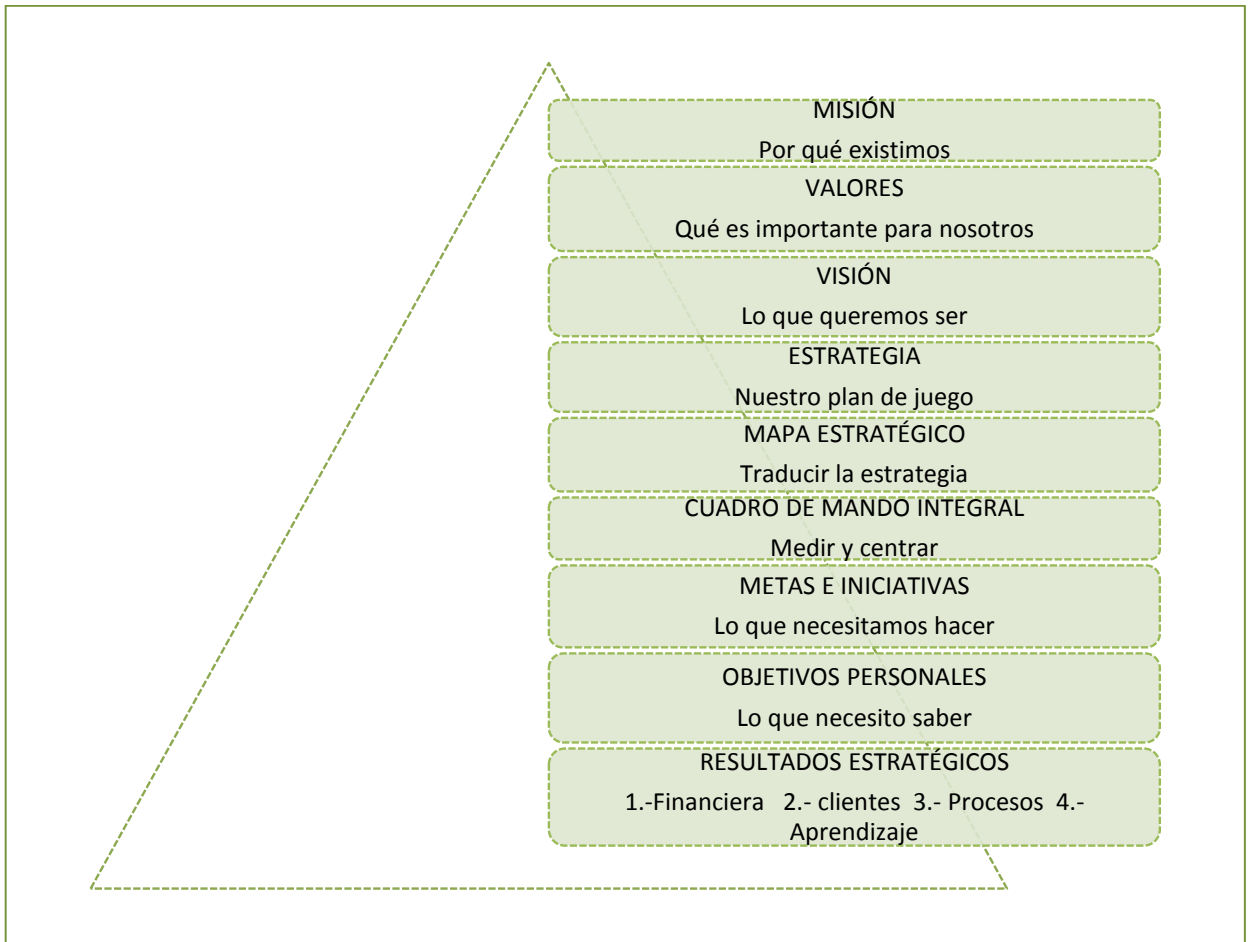 MISIÓN
Por qué existimos
VALORES
Qué es importante para nosotros
VISIÓN
Lo que queremos ser
ESTRATEGIA
Nuestro plan de juego
MAPA ESTRATÉGICO
Traducir la estrategia
CUADRO DE MANDO INTEGRAL
Medir y centrar
METAS E INICIATIVAS
Lo que necesitamos hacer
OBJETIVOS PERSONALES
Lo que necesito saber
RESULTADOS ESTRATÉGICOS
1.-Financiera 2.- clientes 3.- Procesos 4.-
Aprendizaje